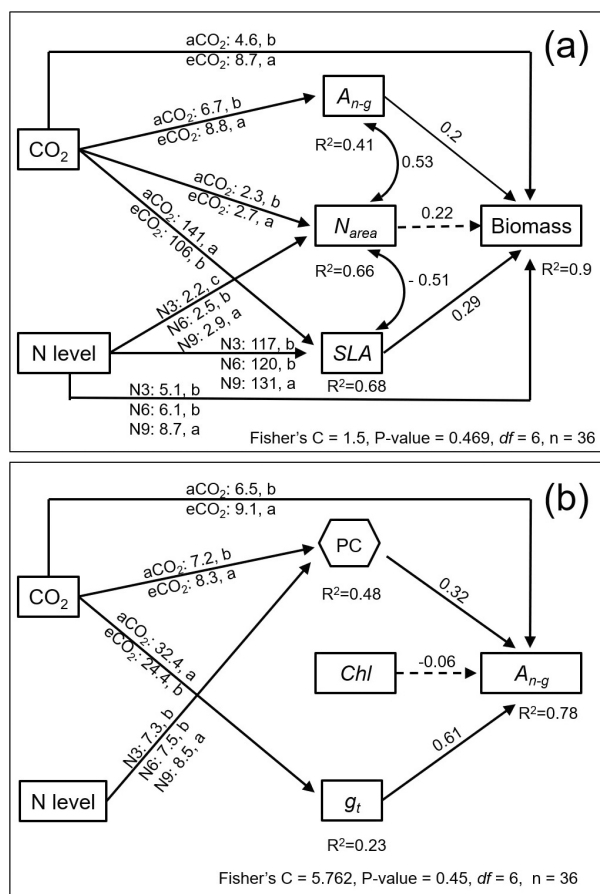 (a)
aCO₂: 4.6, b
eCO₂: 8.7, a
CO₂
aCO₂: 6.7, b
eCO₂: 8.8, a
An-g
R²=0.41
0.2
0.53
aCO₂: 2.3, b
eCO₂: 2.7, a
aCO₂: 141, a
eCO₂: 106, b
Narea
R²=0.66
0.22
Biomass
R²=0.9
- 0.51
0.29
N3: 2.2, c
N6: 2.5, b
N9: 2.9, a
N level
N3: 117, b
N6: 120, b
N9: 131, a
SLA
R²=0.68
N3: 5.1, b
N6: 6.1, b
N9: 8.7, a
Fisher's C = 1.5, P-value = 0.469, df = 6, n = 36
(b)
aCO₂: 6.5, b
eCO₂: 9.1, a
CO₂
aCO₂: 7.2, b
eCO₂: 8.3, a
PC
R²=0.48
0.32
aCO₂: 32.4, a
eCO₂: 24.4, b
Chl
-0.06
An-g
R²=0.78
0.61
N3: 7.3, b
N6: 7.5, b
N9: 8.5, a
N level
gt
R²=0.23
Fisher's C = 5.762, P-value = 0.45, df = 6, n = 36